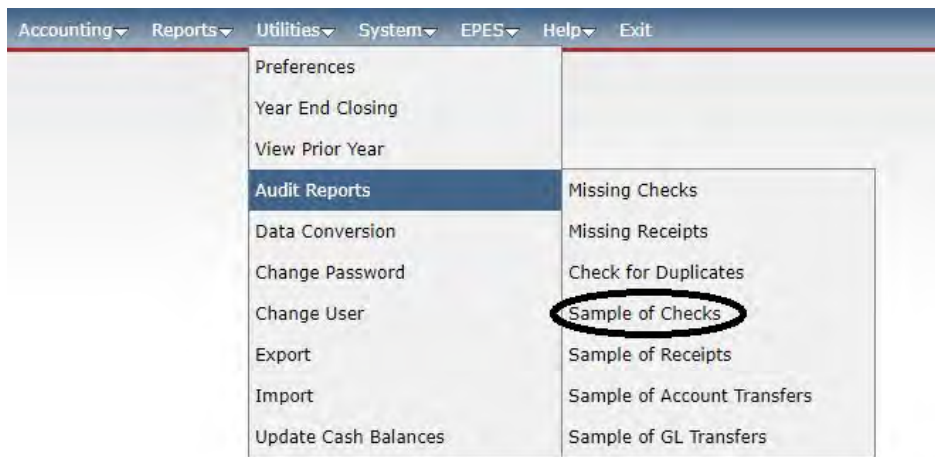 Accounting Reports Utilities System EPES Help Exit
Preferences
Year End Closing
View Prior Year
Audit Reports
Data Conversion
Change Password
Change User
Export
Import
Update Cash Balances
Missing Checks
Missing Receipts
Check for Duplicates
Sample of Checks
Sample of Receipts
Sample of Account Transfers
Sample of GL Transfers